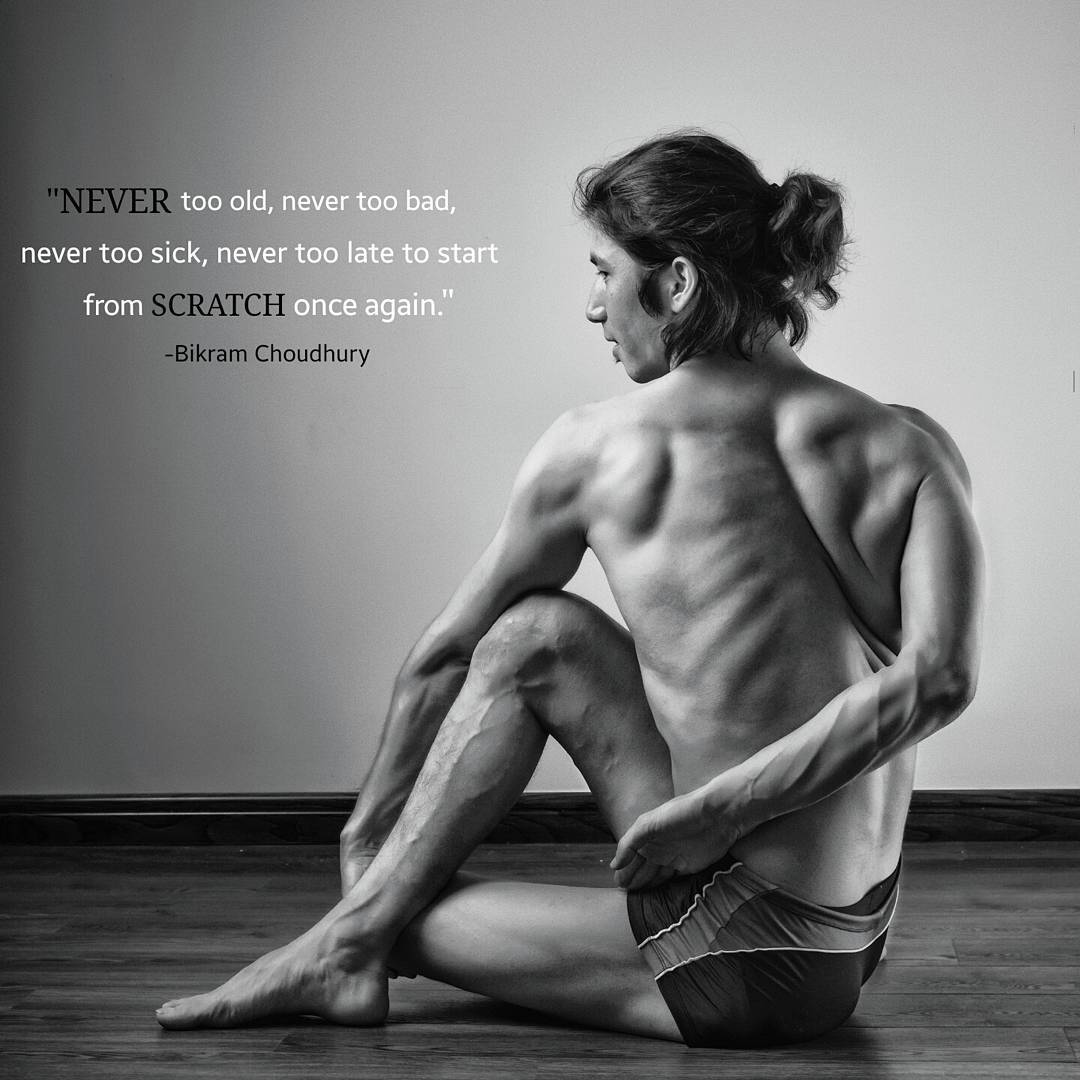 "NEVER too old, never too bad,
never too sick, never too late to start
from SCRATCH once again."
-Bikram Choudhury